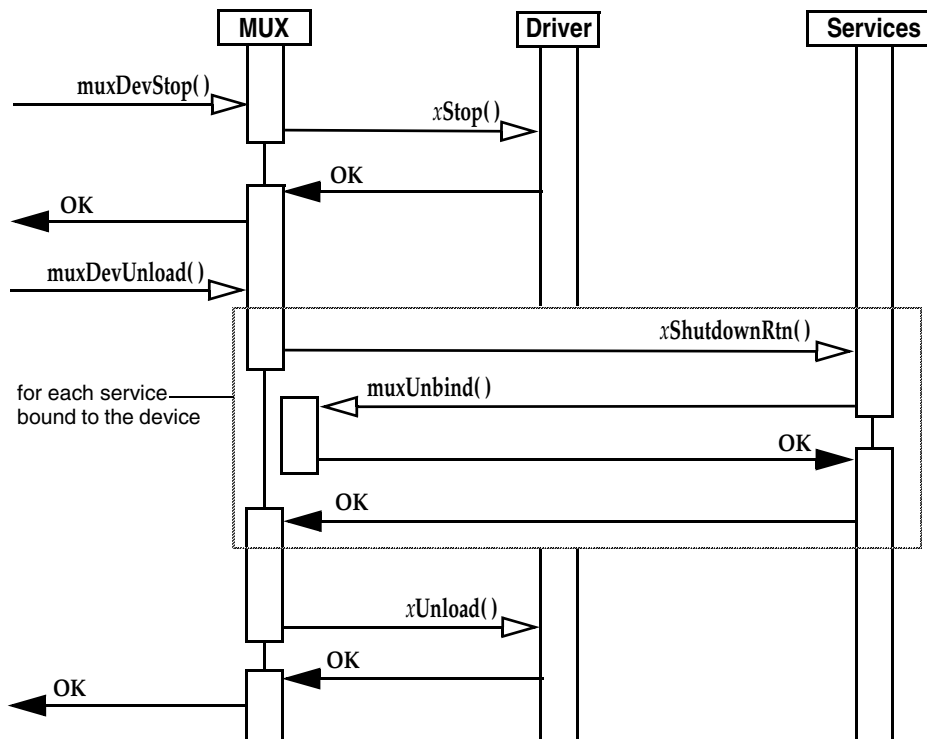 MUX
Driver
Services
muxDevStop( )
xStop( )
OK
OK
muxDevUnload( )
xShutdownRtn( )
for each service
bound to the device
muxUnbind( )
OK
OK
xUnload( )
OK
OK